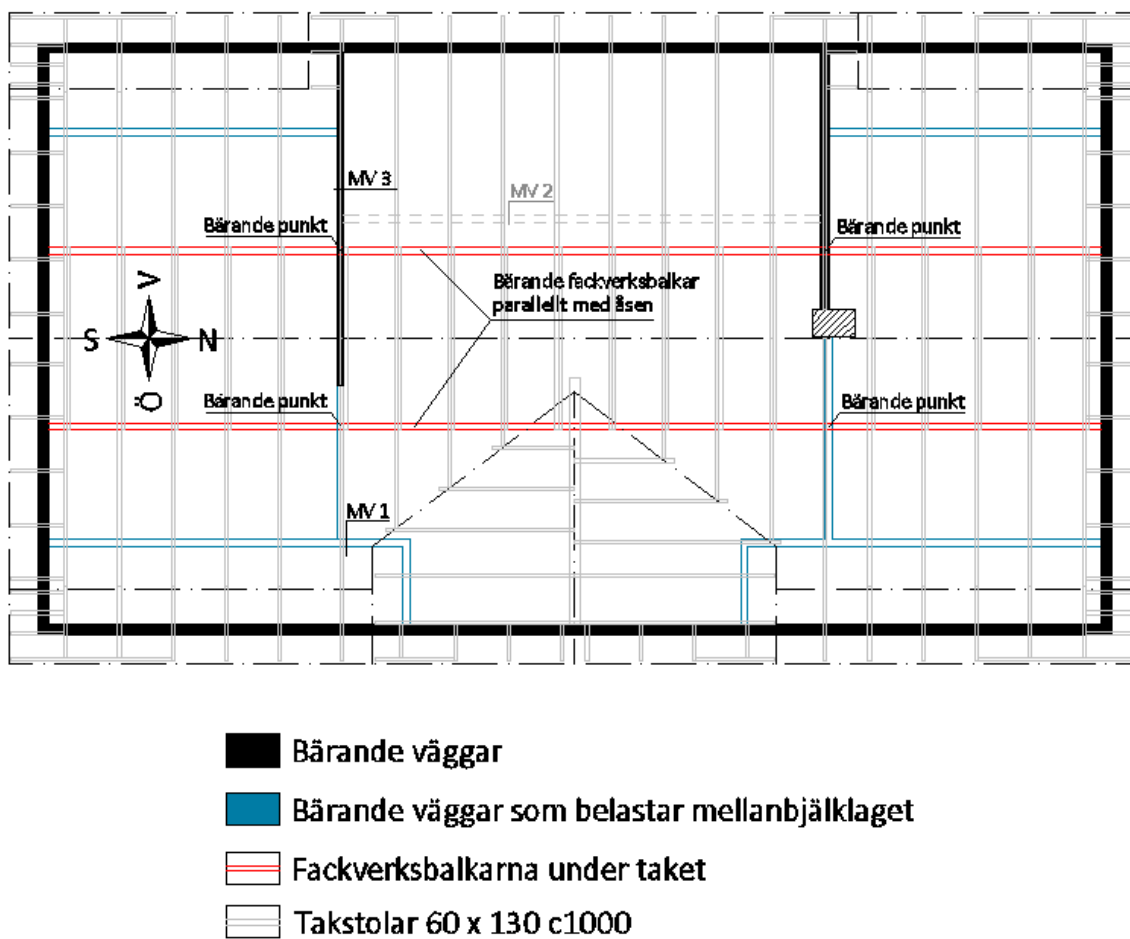 MV 3
MV 2
Bärande punkt
Bärande punkt
V
Bärande fackverksbalkar
parallellt med åsen
S
N
Ö
Bärande punkt
Bärande punkt
MV 1
Bärande väggar
Bärande väggar som belastar mellanbjälklaget
Fackverksbalkarna under taket
Takstolar 60 x 130 c1000